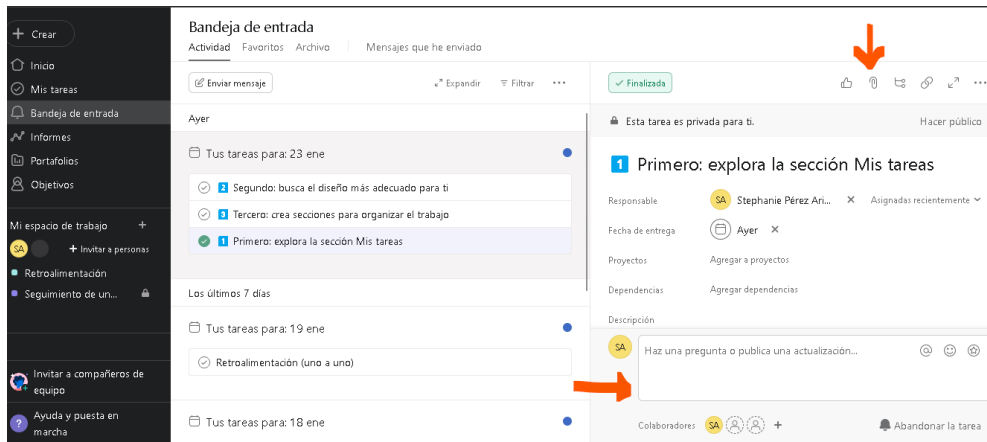 + Crear
Inicio
Mis tareas
Bandeja de entrada
Informes
Portafolios
Objetivos
Mi espacio de trabajo +
SA + Invitar a personas
Retroalimentación
Seguimiento de un...
Invitar a compañeros de
equipo
? Ayuda y puesta en
marcha
Bandeja de entrada
Actividad Favoritos Archivo Mensajes que he enviado
Enviar mensaje Expandir Filtrar ...
Ayer
Tus tareas para: 23 ene
2 Segundo: busca el diseño más adecuado para ti
3 Tercero: crea secciones para organizar el trabajo
1 Primero: explora la sección Mis tareas
Los últimos 7 días
Tus tareas para: 19 ene
Retroalimentación (uno a uno)
Tus tareas para: 18 ene
Finalizada ...
Esta tarea es privada para ti. Hacer público
1 Primero: explora la sección Mis tareas
Responsable SA Stephanie Pérez Ari... × Asignadas recientemente
Fecha de entrega Ayer ×
Proyectos Agregar a proyectos
Dependencias Agregar dependencias
Descripción
SA Haz una pregunta o publica una actualización... @
Colaboradores SA + Abandonar la tarea